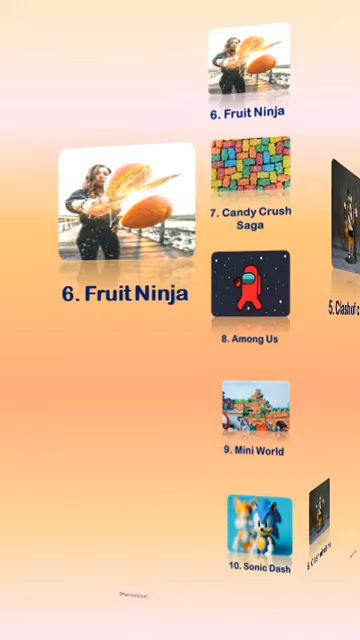 6. Fruit Ninja
6. Fruit Ninja
7. Candy Crush
Saga
8. Among Us
9. Mini World
10. Sonic Dash
5. Clash of